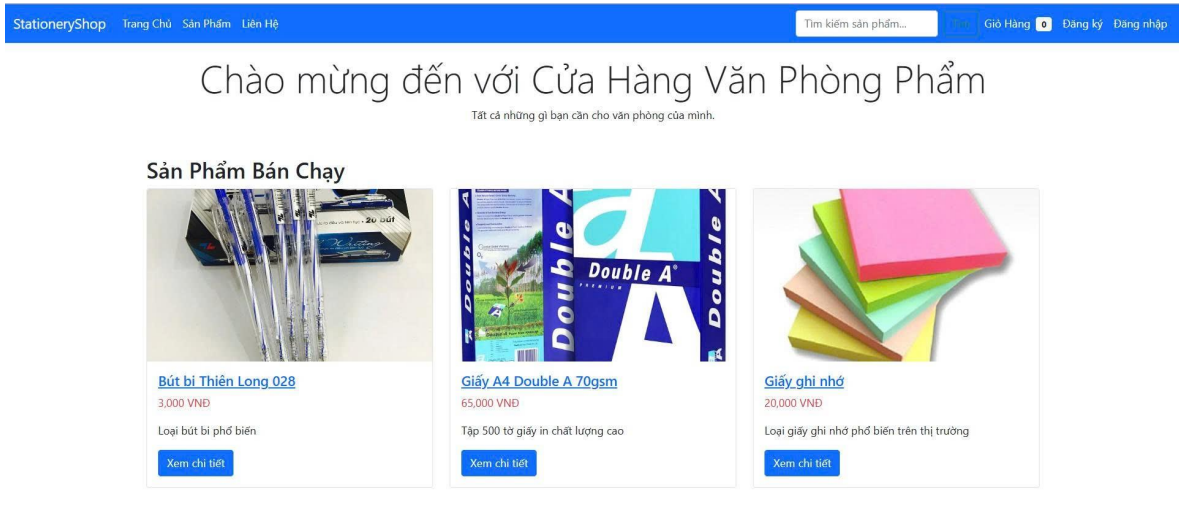 StationeryShop Trang Chủ Sản Phẩm Liên Hệ Tìm kiếm sản phẩm... Giỏ Hàng 0 Đăng ký Đăng nhập
Chào mừng đến với Cửa Hàng Văn Phòng Phẩm
Tất cả những gì bạn cần cho văn phòng của mình.
Sản Phẩm Bán Chạy
20 bút
Writing
Double A
Double A
Double A
PREMIUM
Double A
Bút bi Thiên Long 028
3,000 VNĐ
Loại bút bi phổ biến
Xem chi tiết
Giấy A4 Double A 70gsm
65,000 VNĐ
Tập 500 tờ giấy in chất lượng cao
Xem chi tiết
Giấy ghi nhớ
20,000 VNĐ
Loại giấy ghi nhớ phổ biến trên thị trường
Xem chi tiết